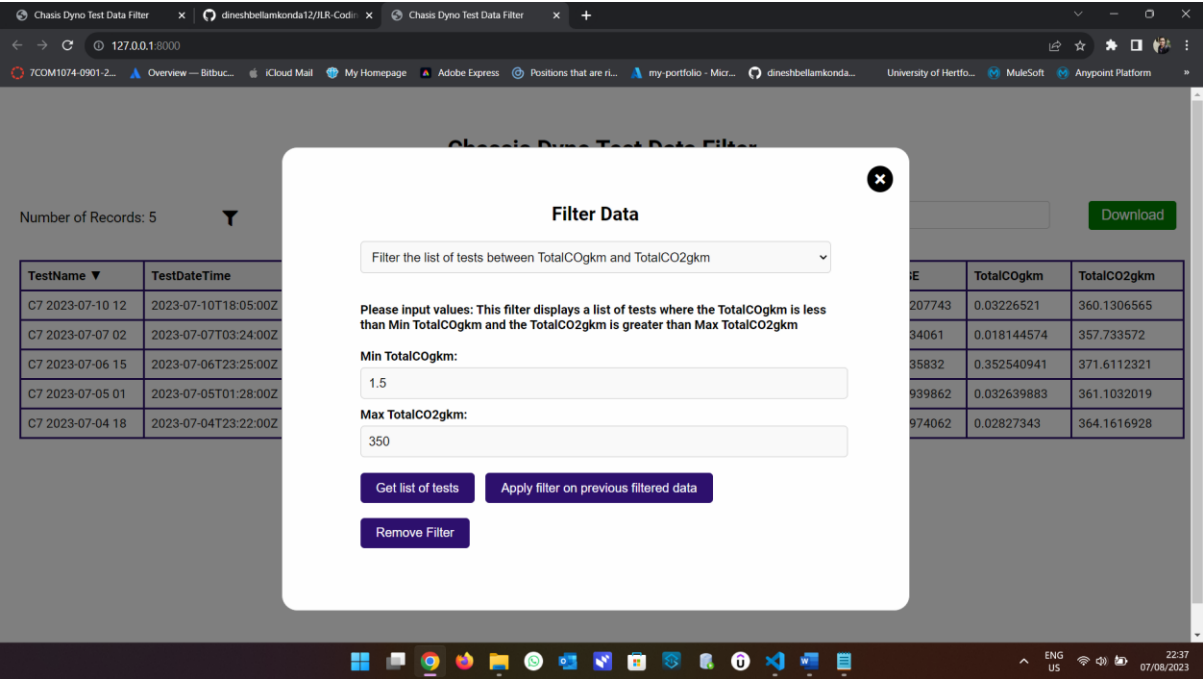 Chasis Dyno Test Data Filter
dineshbellamkonda12/JLR-Codin
Chasis Dyno Test Data Filter
127.0.0.1:8000
7COM1074-0901-2...
Overview — Bitbuc...
iCloud Mail
My Homepage
Adobe Express
Positions that are ri...
my-portfolio - Micr...
dineshbellamkonda...
University of Hertfo...
MuleSoft
Anypoint Platform
»
Chassis Dyno Test Data Filter
Number of Records: 5
Download
TestName ▼ TestDateTime SE TotalCOgkm TotalCO2gkm
C7 2023-07-10 12 2023-07-10T18:05:00Z 207743 0.03226521 360.1306565
C7 2023-07-07 02 2023-07-07T03:24:00Z 34061 0.018144574 357.733572
C7 2023-07-06 15 2023-07-06T23:25:00Z 35832 0.352540941 371.6112321
C7 2023-07-05 01 2023-07-05T01:28:00Z 939862 0.032639883 361.1032019
C7 2023-07-04 18 2023-07-04T23:22:00Z 974062 0.02827343 364.1616928
Filter Data
Filter the list of tests between TotalCOgkm and TotalCO2gkm
Please input values: This filter displays a list of tests where the TotalCOgkm is less
than Min TotalCOgkm and the TotalCO2gkm is greater than Max TotalCO2gkm
Min TotalCOgkm:
1.5
Max TotalCO2gkm:
350
Get list of tests
Apply filter on previous filtered data
Remove Filter
ENG
US
22:37
07/08/2023